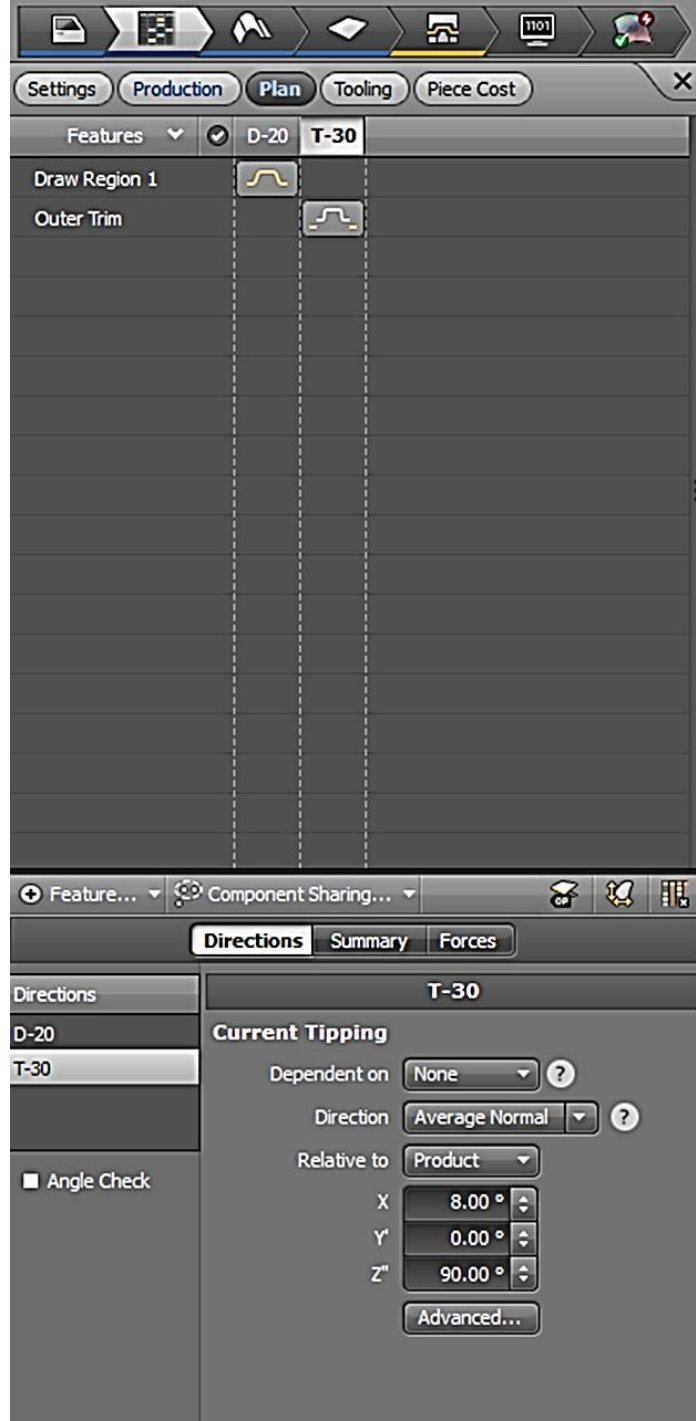 1101
Settings Production Plan Tooling Piece Cost
Features D-20 T-30
Draw Region 1
Outer Trim
Feature... Component Sharing... OP
Directions Summary Forces
Directions T-30
D-20 Current Tipping
T-30 Dependent on None ?
Direction Average Normal ?
Relative to Product
Angle Check
X 8.00 °
Y' 0.00 °
Z" 90.00 °
Advanced...